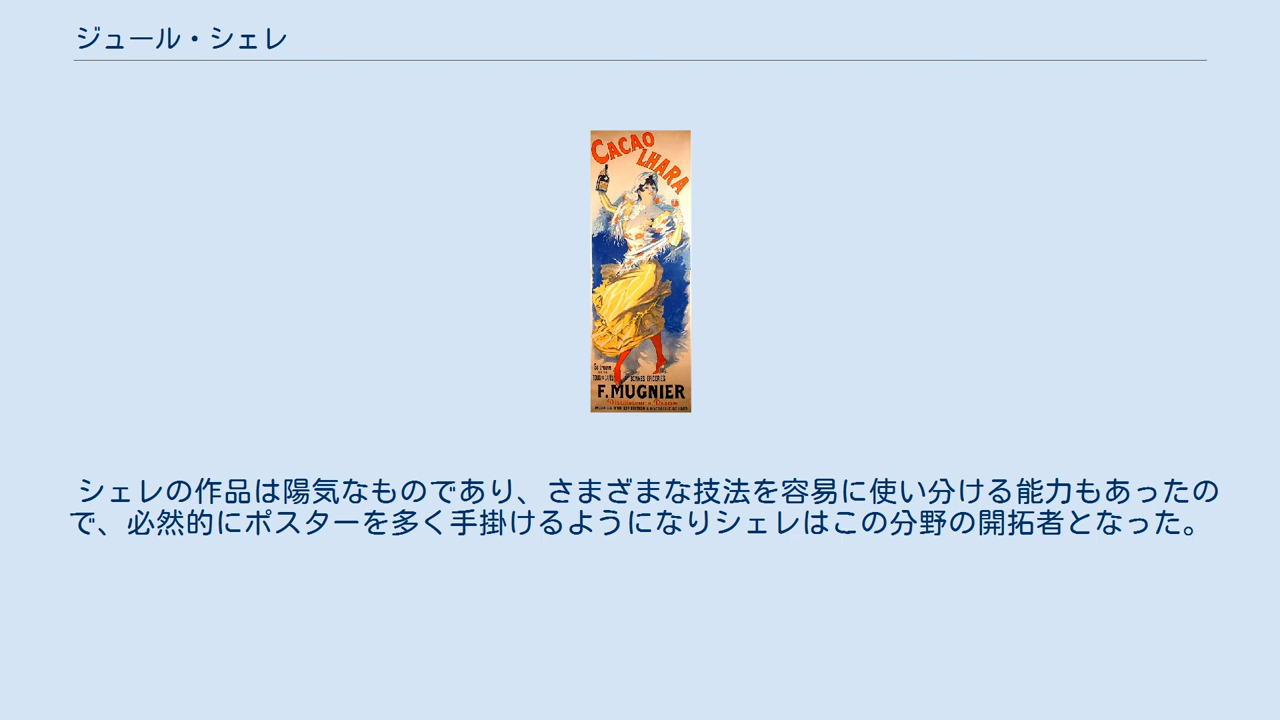 ジュール・シェレ
CACAO
LHARA
F. MUGNIER
シェレの作品は陽気なものであり、さまざまな技法を容易に使い分ける能力もあったの
で、必然的にポスターを多く手掛けるようになりシェレはこの分野の開拓者となった。